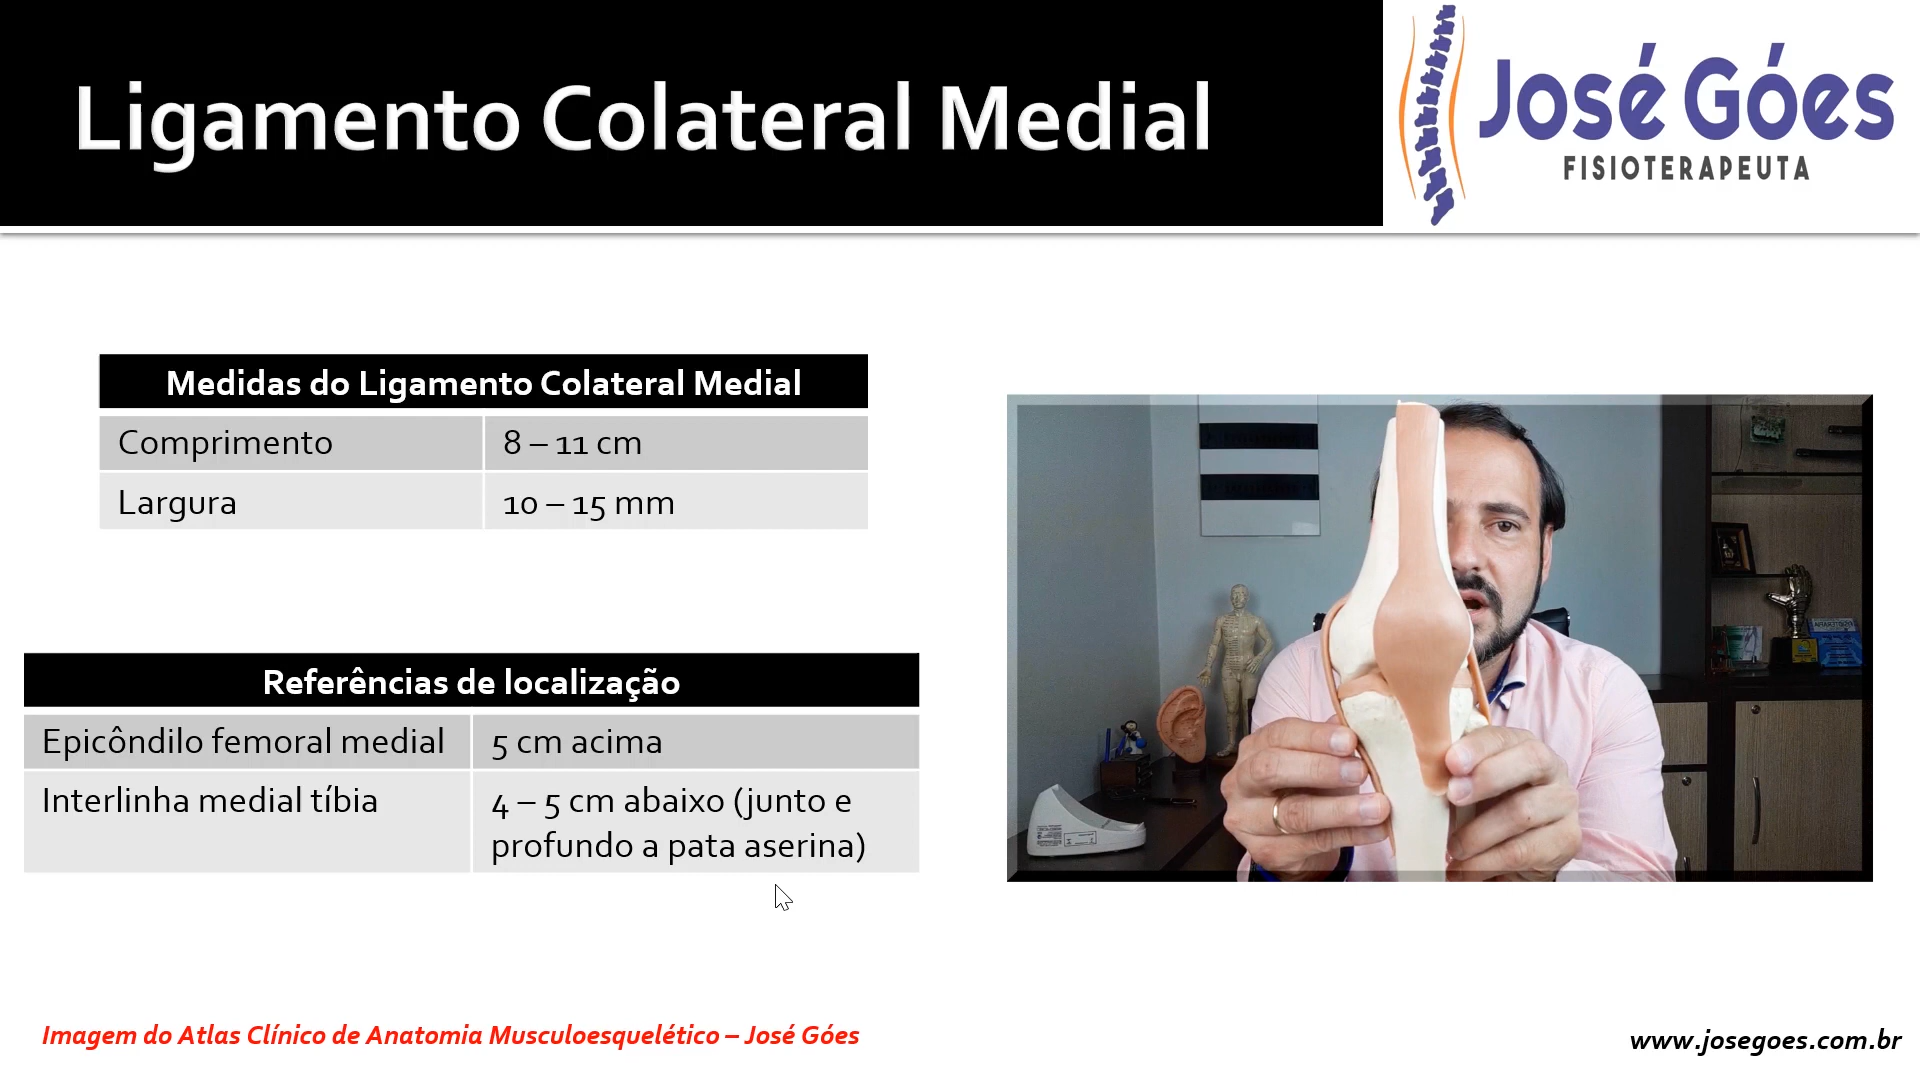 Ligamento Colateral Medial
José Góes
FISIOTERAPEUTA
Medidas do Ligamento Colateral Medial
Comprimento 8 – 11 cm
Largura 10 – 15 mm
Referências de localização
Epicôndilo femoral medial 5 cm acima
Interlinha medial tíbia 4 – 5 cm abaixo (junto e
profundo a pata aserina)
Imagem do Atlas Clínico de Anatomia Musculoesquelético – José Góes
www.josegoes.com.br